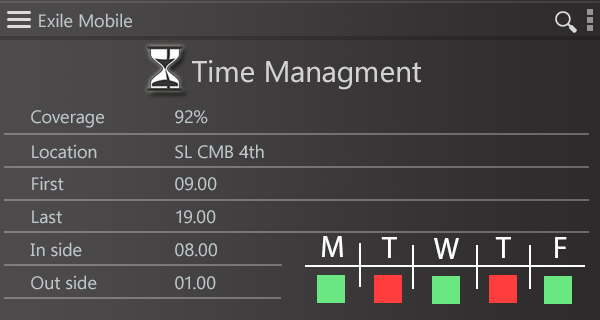 Exile Mobile
Time Managment
Coverage 92%
Location SL CMB 4th
First 09.00
Last 19.00
In side 08.00
Out side 01.00
M T W T F